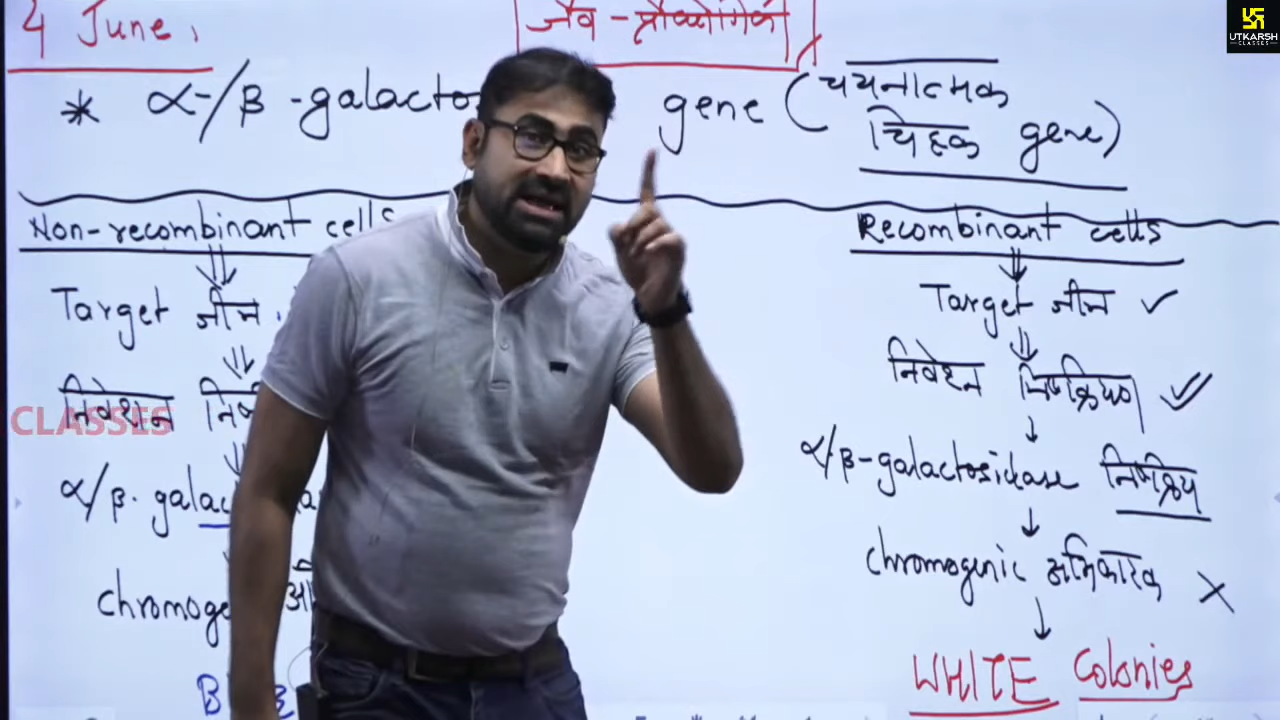 4 June,
जैव - प्रौद्योगिकी
UTKARSH
CLASSES
* α-/β -galacto
gene (चयनात्मक
चिह्नक gene)
Non-recombinant cells
Target जीन
निवेशन
α/β- galac
chromoge
B
Recombinant cells
Target जीन ✓
निवेशन निष्क्रियण ✓
α/β-galactosidase निष्क्रिय
chromogenic अभिकारक ×
WHITE Colonies
CLASSES